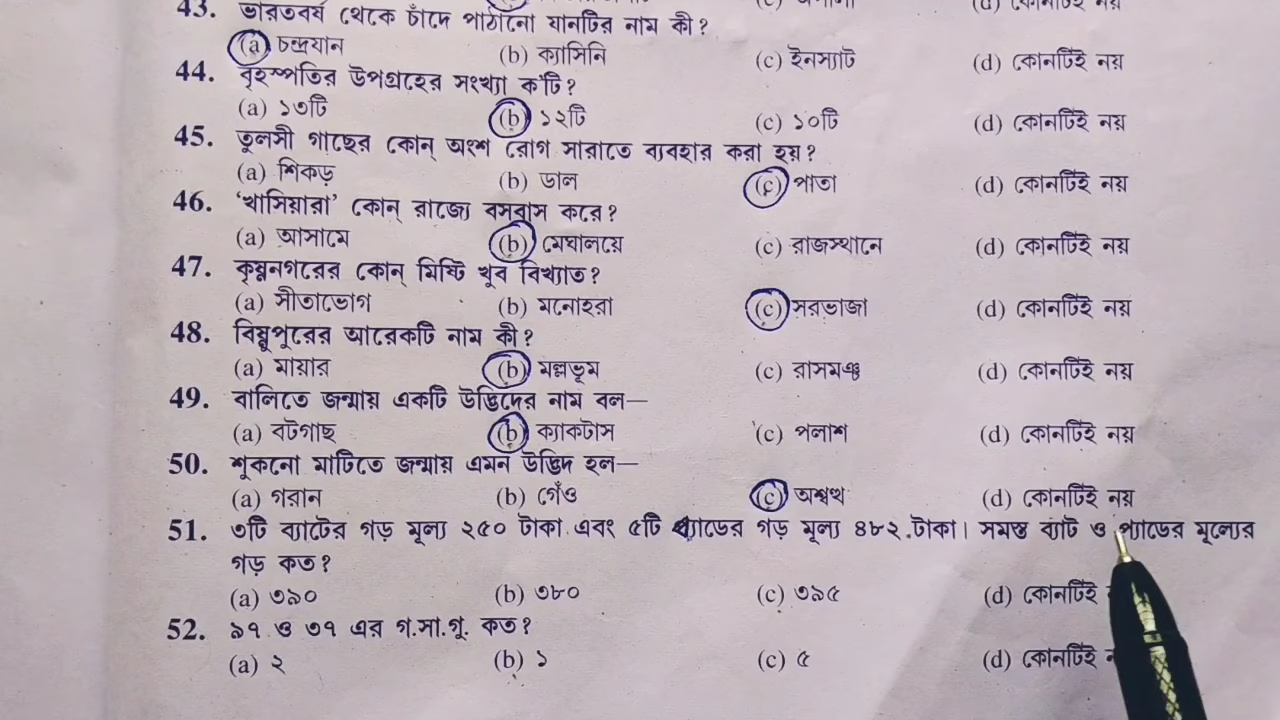 43. ভারতবর্ষ থেকে চাঁদে পাঠানো যানটির নাম কী?
(a) চন্দ্রযান (b) ক্যাসিনি (c) ইনস্যাট (d) কোনটিই নয়
44. বৃহস্পতির উপগ্রহের সংখ্যা ক'টি?
(a) ১৩টি (b) ১২টি (c) ১০টি (d) কোনটিই নয়
45. তুলসী গাছের কোন্ অংশ রোগ সারাতে ব্যবহার করা হয়?
(a) শিকড় (b) ডাল (c) পাতা (d) কোনটিই নয়
46. 'খাসিয়ারা' কোন্ রাজ্যে বসবাস করে?
(a) আসামে (b) মেঘালয়ে (c) রাজস্থানে (d) কোনটিই নয়
47. কৃষ্ণনগরের কোন্ মিষ্টি খুব বিখ্যাত?
(a) সীতাভোগ (b) মনোহরা (c) সরভাজা (d) কোনটিই নয়
48. বিষ্ণুপুরের আরেকটি নাম কী?
(a) মায়ার (b) মল্লভূম (c) রাসমঞ্চ (d) কোনটিই নয়
49. বালিতে জন্মায় একটি উদ্ভিদের নাম বল—
(a) বটগাছ (b) ক্যাকটাস (c) পলাশ (d) কোনটিই নয়
50. শুকনো মাটিতে জন্মায় এমন উদ্ভিদ হল—
(a) গরান (b) গেঁও (c) অশ্বত্থ (d) কোনটিই নয়
51. ৩টি ব্যাটের গড় মূল্য ২৫০ টাকা এবং ৫টি প্যাডের গড় মূল্য ৪৮২ টাকা। সমস্ত ব্যাট ও প্যাডের মূল্যের
গড় কত?
(a) ৩৯০ (b) ৩৮০ (c) ৩৯৫ (d) কোনটিই
52. ৯৭ ও ৩৭ এর গ.সা.গু. কত?
(a) ২ (b) ১ (c) ৫ (d) কোনটিই